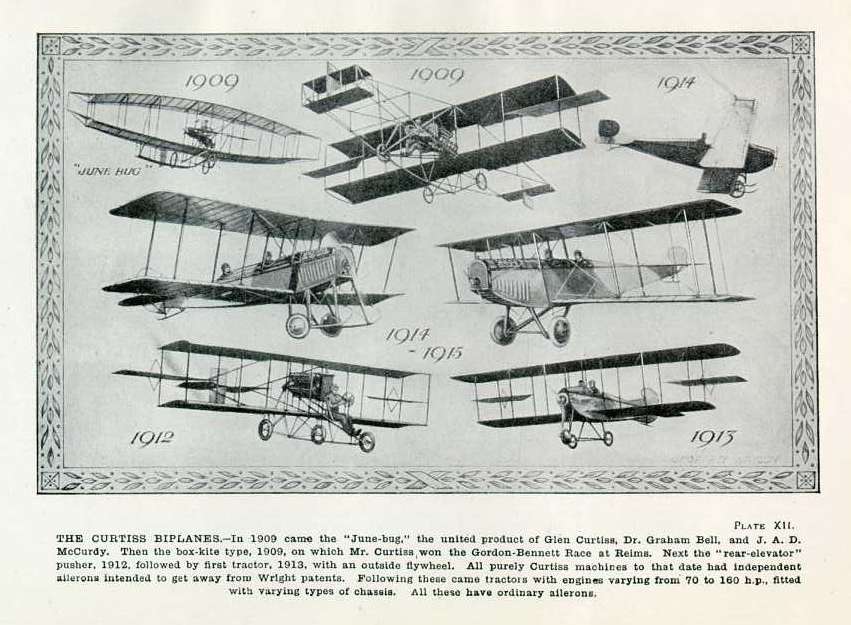 1909
1909
1914
"JUNE BUG"
1914
- 1915
1912
1913
PLATE XII.
THE CURTISS BIPLANES.—In 1909 came the "June-bug," the united product of Glen Curtiss, Dr. Graham Bell, and J. A. D.
McCurdy. Then the box-kite type, 1909, on which Mr. Curtiss won the Gordon-Bennett Race at Reims. Next the "rear-elevator"
pusher, 1912, followed by first tractor, 1913, with an outside flywheel. All purely Curtiss machines to that date had independent
ailerons intended to get away from Wright patents. Following these came tractors with engines varying from 70 to 160 h.p., fitted
with varying types of chassis. All these have ordinary ailerons.